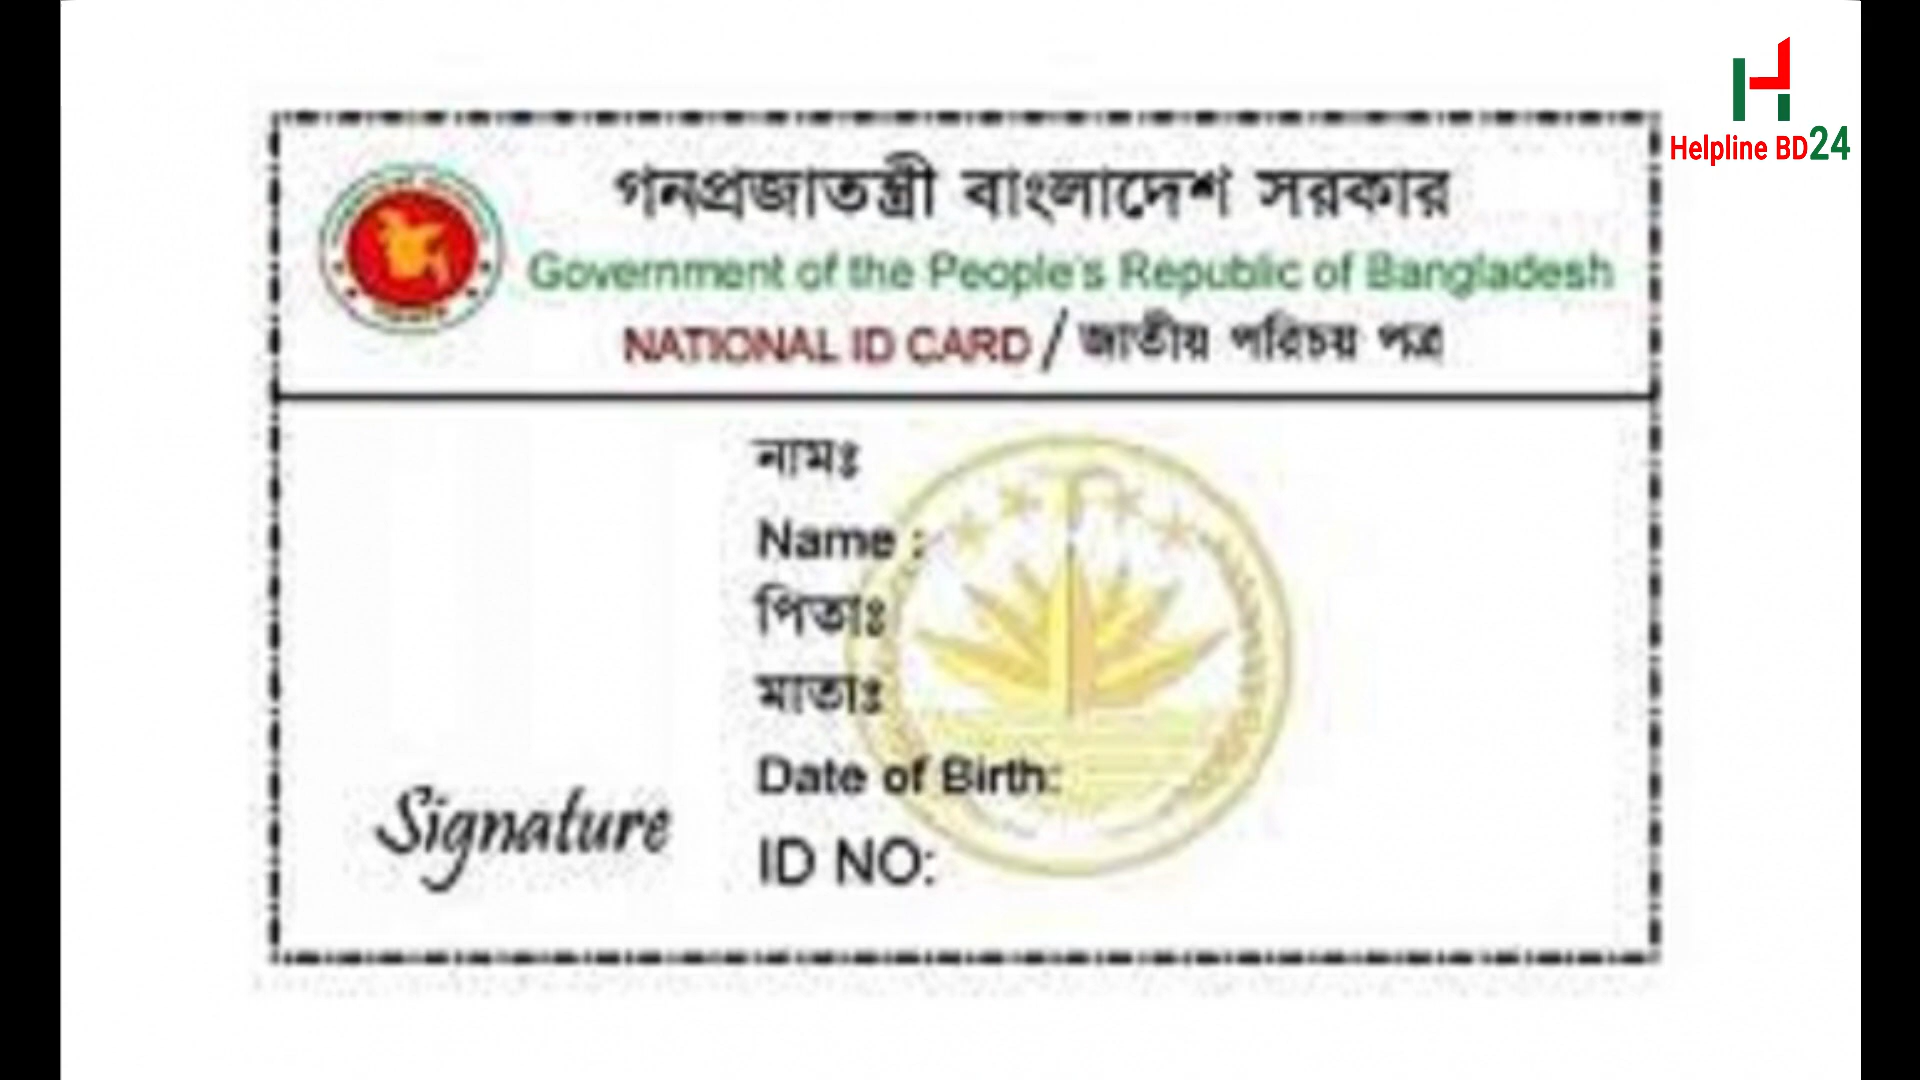 Helpline BD24
গনপ্রজাতন্ত্রী বাংলাদেশ সরকার
Government of the People's Republic of Bangladesh
NATIONAL ID CARD / জাতীয় পরিচয় পত্র
নামঃ
Name :
পিতাঃ
মাতাঃ
Date of Birth:
ID NO:
Signature